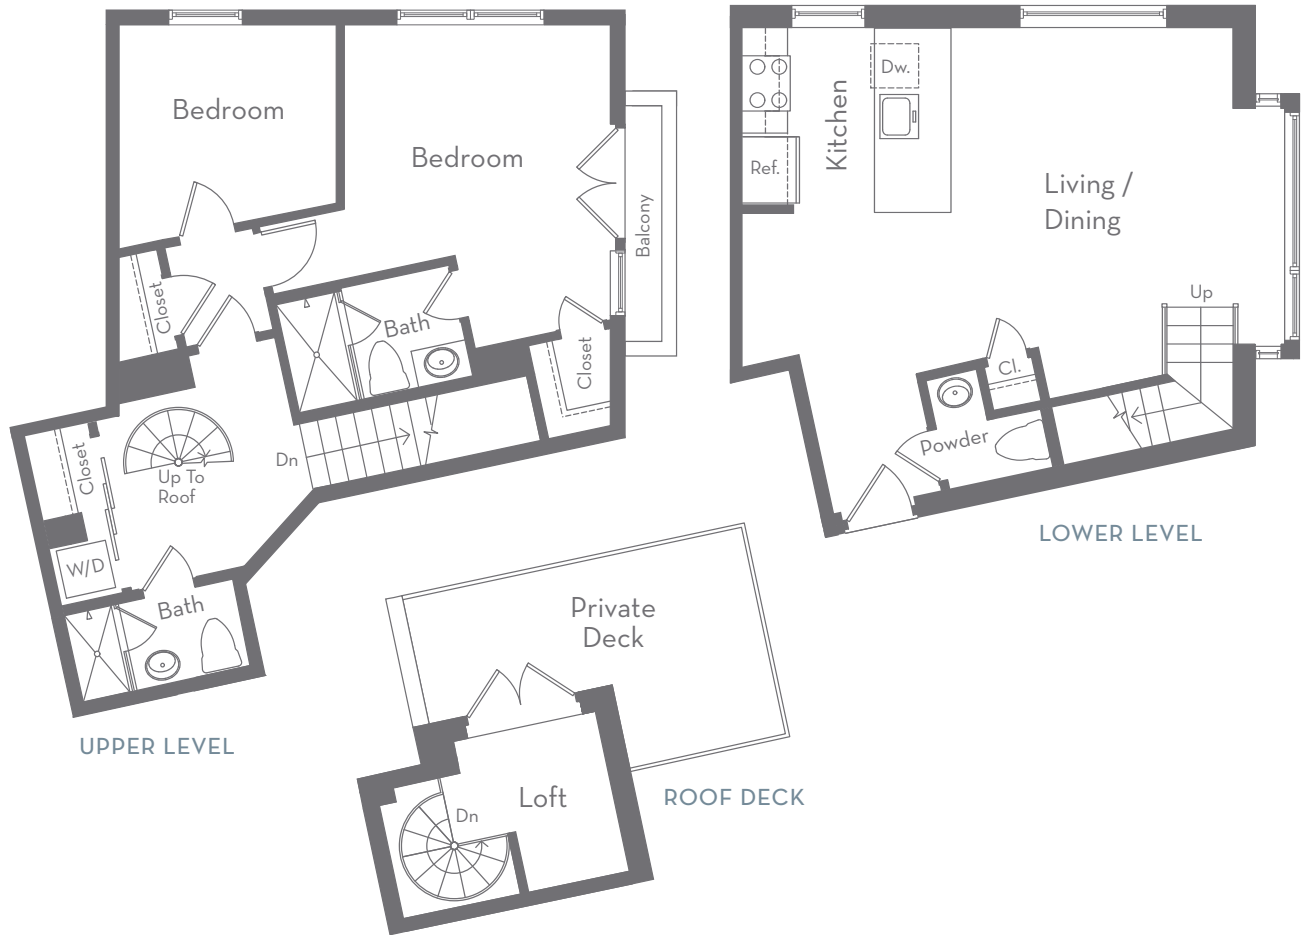 Bedroom
Bedroom
Balcony
Closet
Bath
Closet
Closet
Up To
Roof
Dn
W/D
Bath
UPPER LEVEL
Dw.
Kitchen
Ref.
Living /
Dining
Up
Cl.
Powder
LOWER LEVEL
Private
Deck
Loft
Dn
ROOF DECK